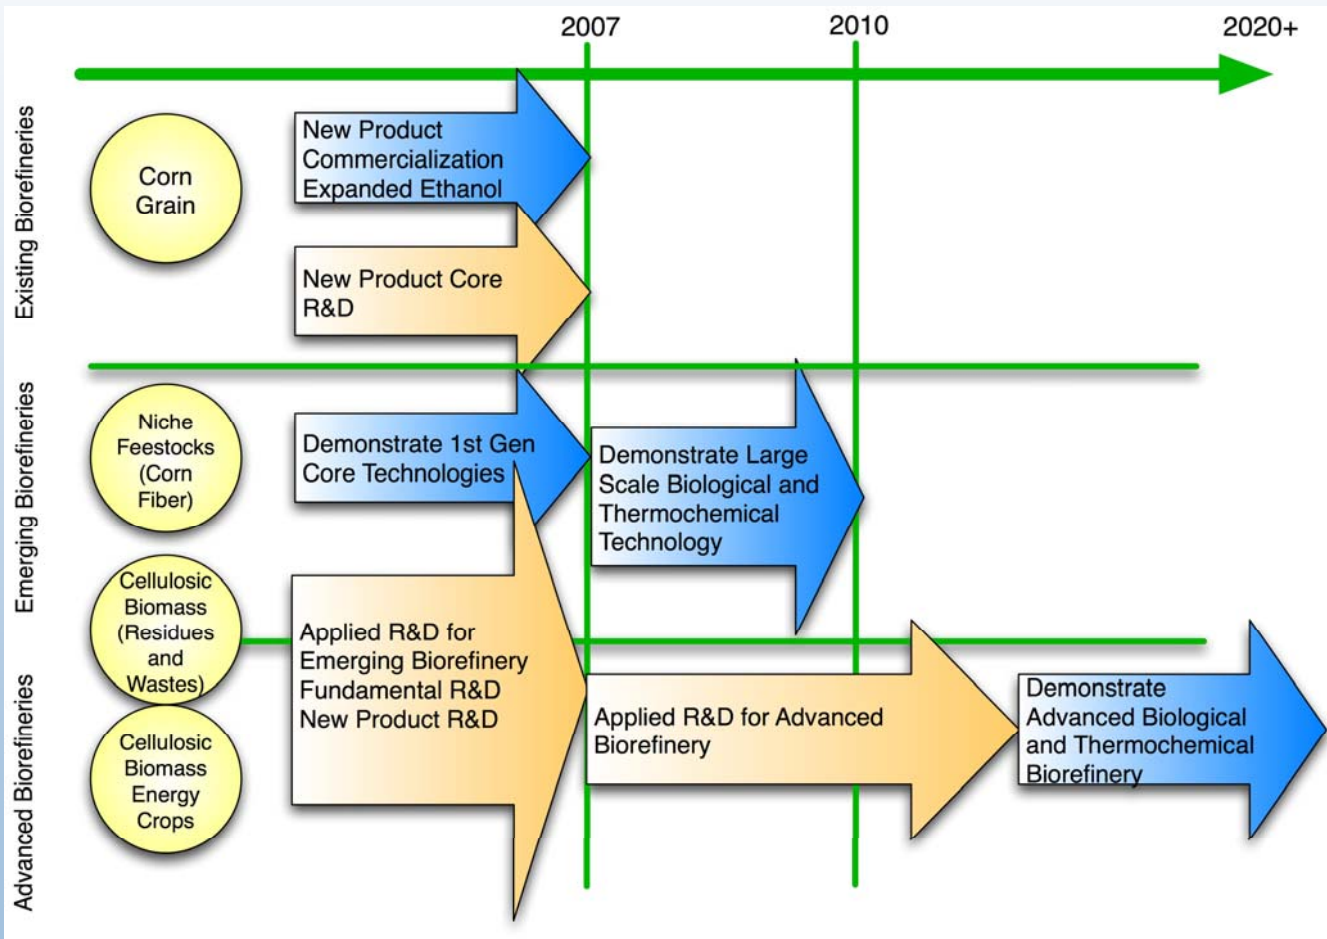 2007
2010
2020+
Existing Biorefineries
Corn
Grain
New Product
Commercialization
Expanded Ethanol
New Product Core
R&D
Emerging Biorefineries
Niche
Feestocks
(Corn
Fiber)
Demonstrate 1st Gen
Core Technologies
Demonstrate Large
Scale Biological and
Thermochemical
Technology
Cellulosic
Biomass
(Residues
and
Wastes)
Applied R&D for
Emerging Biorefinery
Fundamental R&D
New Product R&D
Advanced Biorefineries
Cellulosic
Biomass
Energy
Crops
Applied R&D for Advanced
Biorefinery
Demonstrate
Advanced Biological
and Thermochemical
Biorefinery